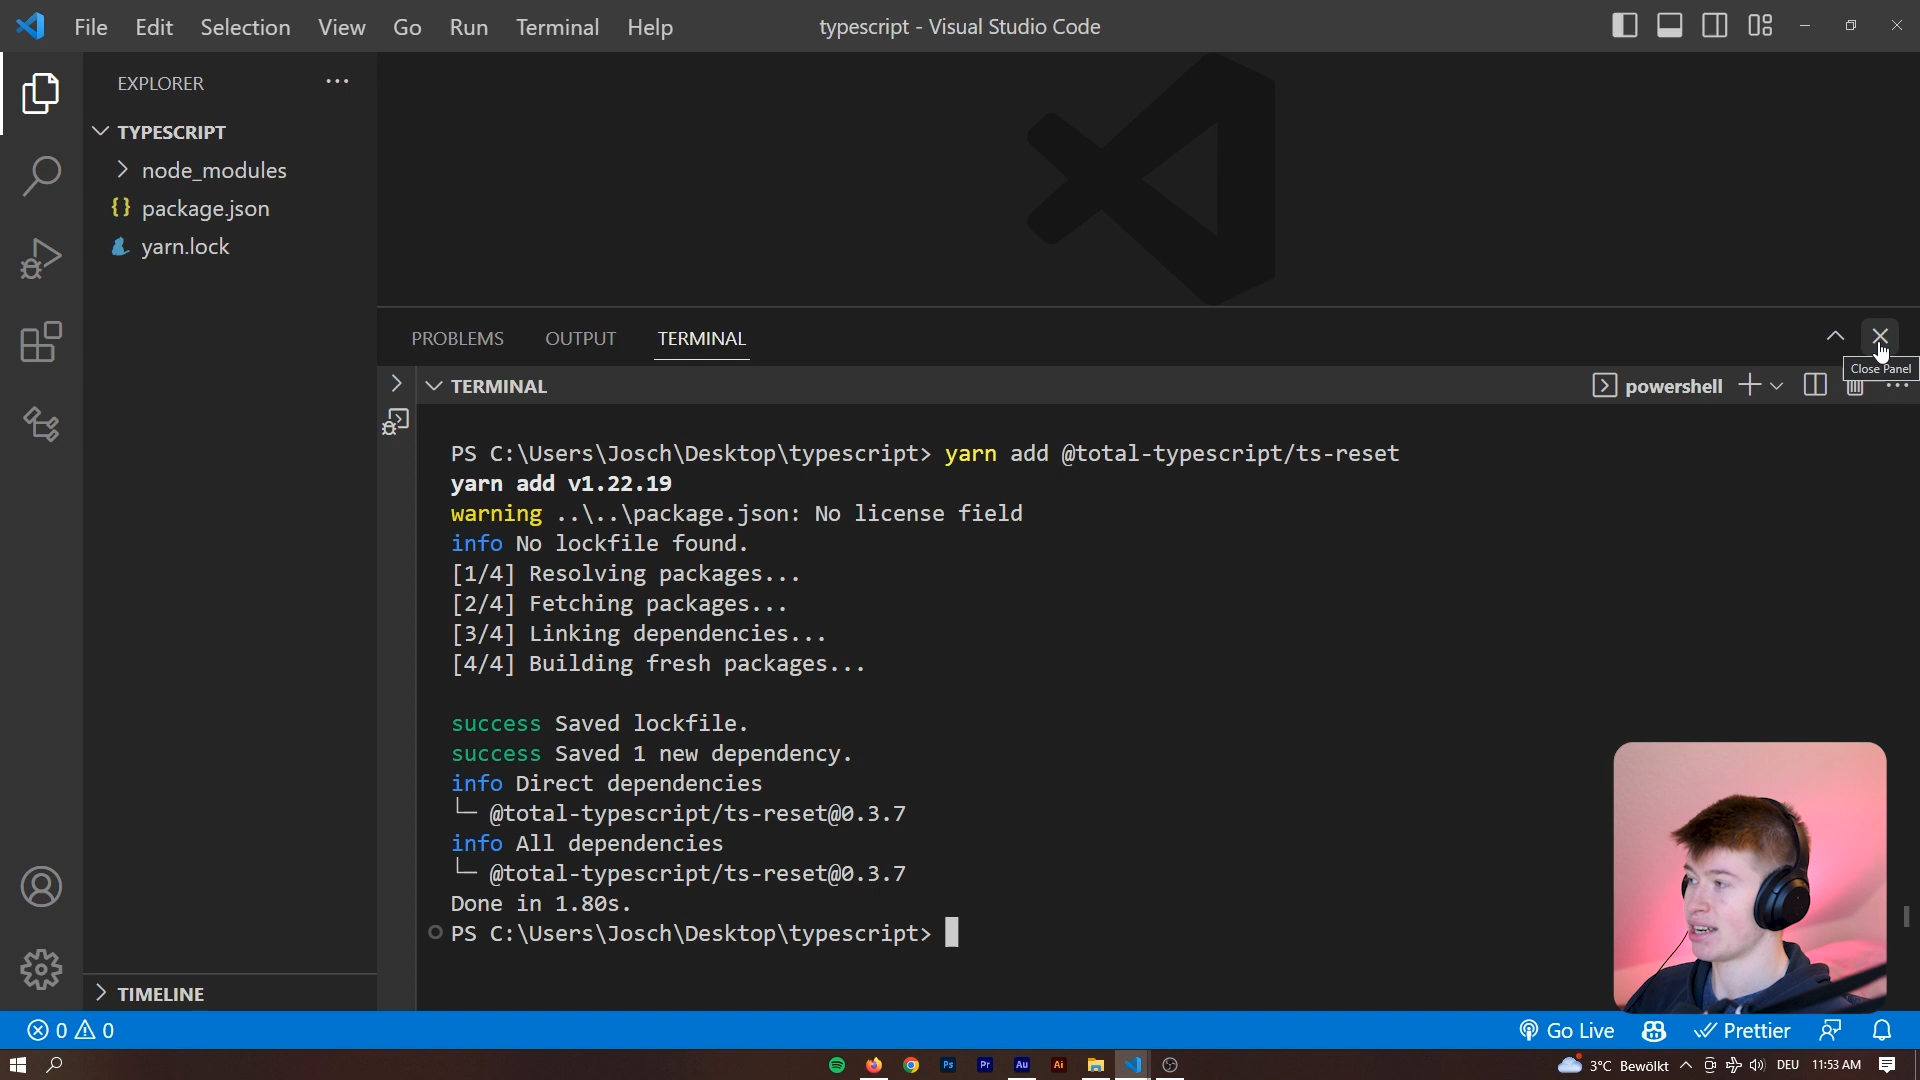 File Edit Selection View Go Run Terminal Help
typescript - Visual Studio Code
EXPLORER
TYPESCRIPT
node_modules
package.json
yarn.lock
PROBLEMS OUTPUT TERMINAL
Close Panel
TERMINAL
powershell
PS C:\Users\Josch\Desktop\typescript> yarn add @total-typescript/ts-reset
yarn add v1.22.19
warning ..\..\package.json: No license field
info No lockfile found.
[1/4] Resolving packages...
[2/4] Fetching packages...
[3/4] Linking dependencies...
[4/4] Building fresh packages...
success Saved lockfile.
success Saved 1 new dependency.
info Direct dependencies
└─ @total-typescript/ts-reset@0.3.7
info All dependencies
└─ @total-typescript/ts-reset@0.3.7
Done in 1.80s.
PS C:\Users\Josch\Desktop\typescript>
TIMELINE
0 0
Go Live
Prettier
Ps Pr Au Ai
3°C Bewölkt
DEU
11:53 AM